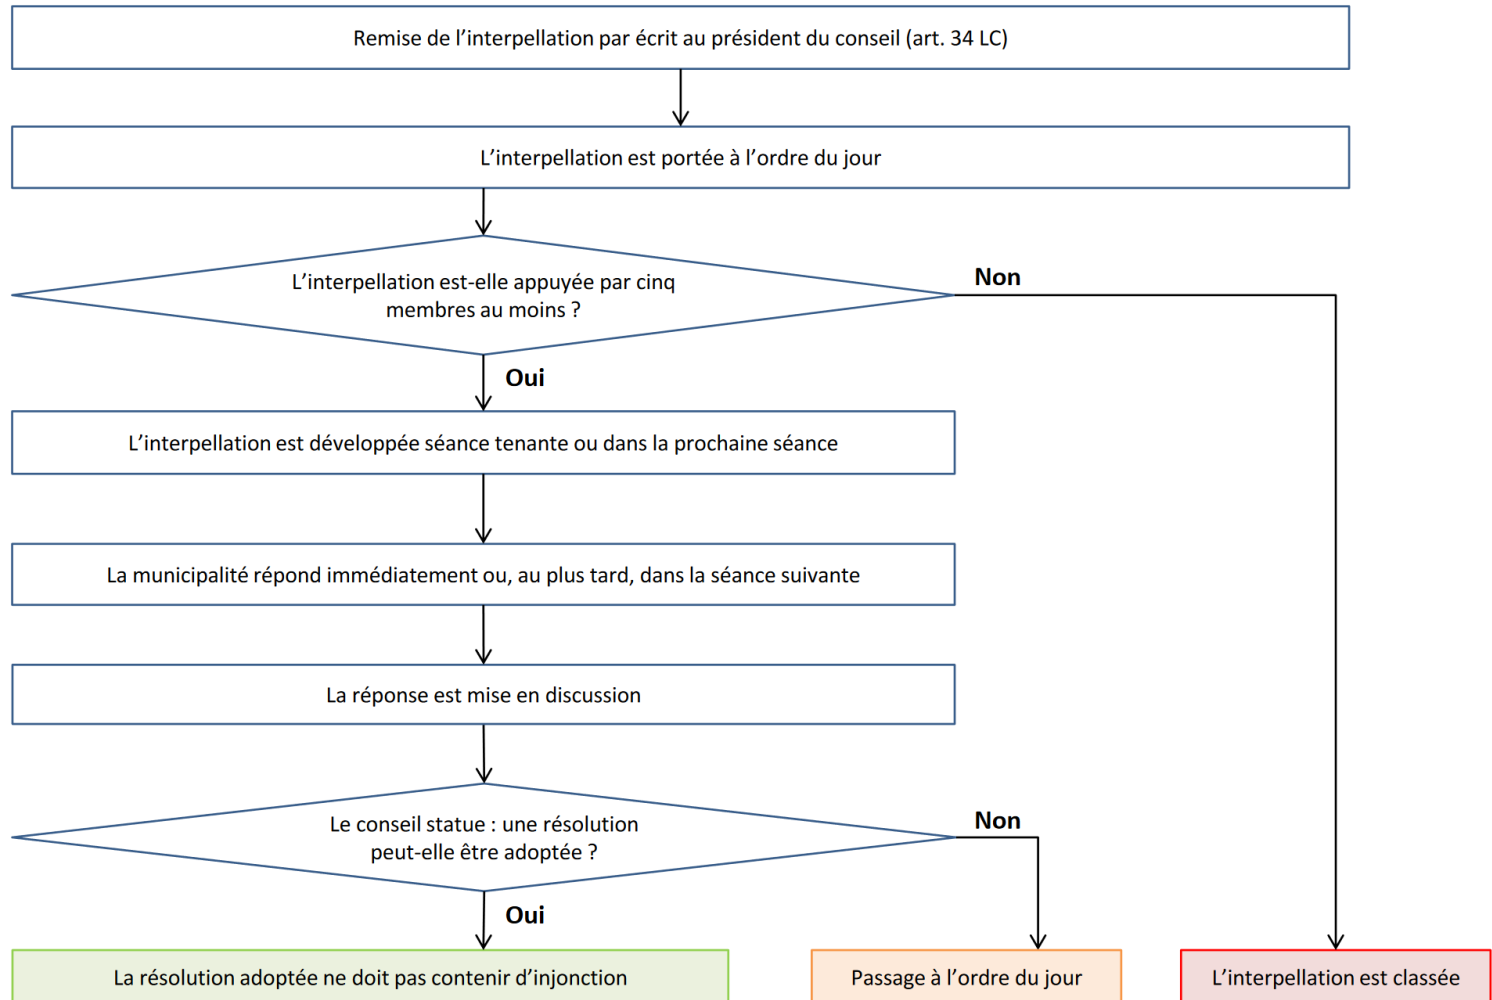 Remise de l’interpellation par écrit au président du conseil (art. 34 LC)
L’interpellation est portée à l’ordre du jour
L’interpellation est-elle appuyée par cinq
membres au moins ?
Non
Oui
L’interpellation est développée séance tenante ou dans la prochaine séance
La municipalité répond immédiatement ou, au plus tard, dans la séance suivante
La réponse est mise en discussion
Le conseil statue : une résolution
peut-elle être adoptée ?
Non
Oui
La résolution adoptée ne doit pas contenir d’injonction
Passage à l’ordre du jour
L’interpellation est classée